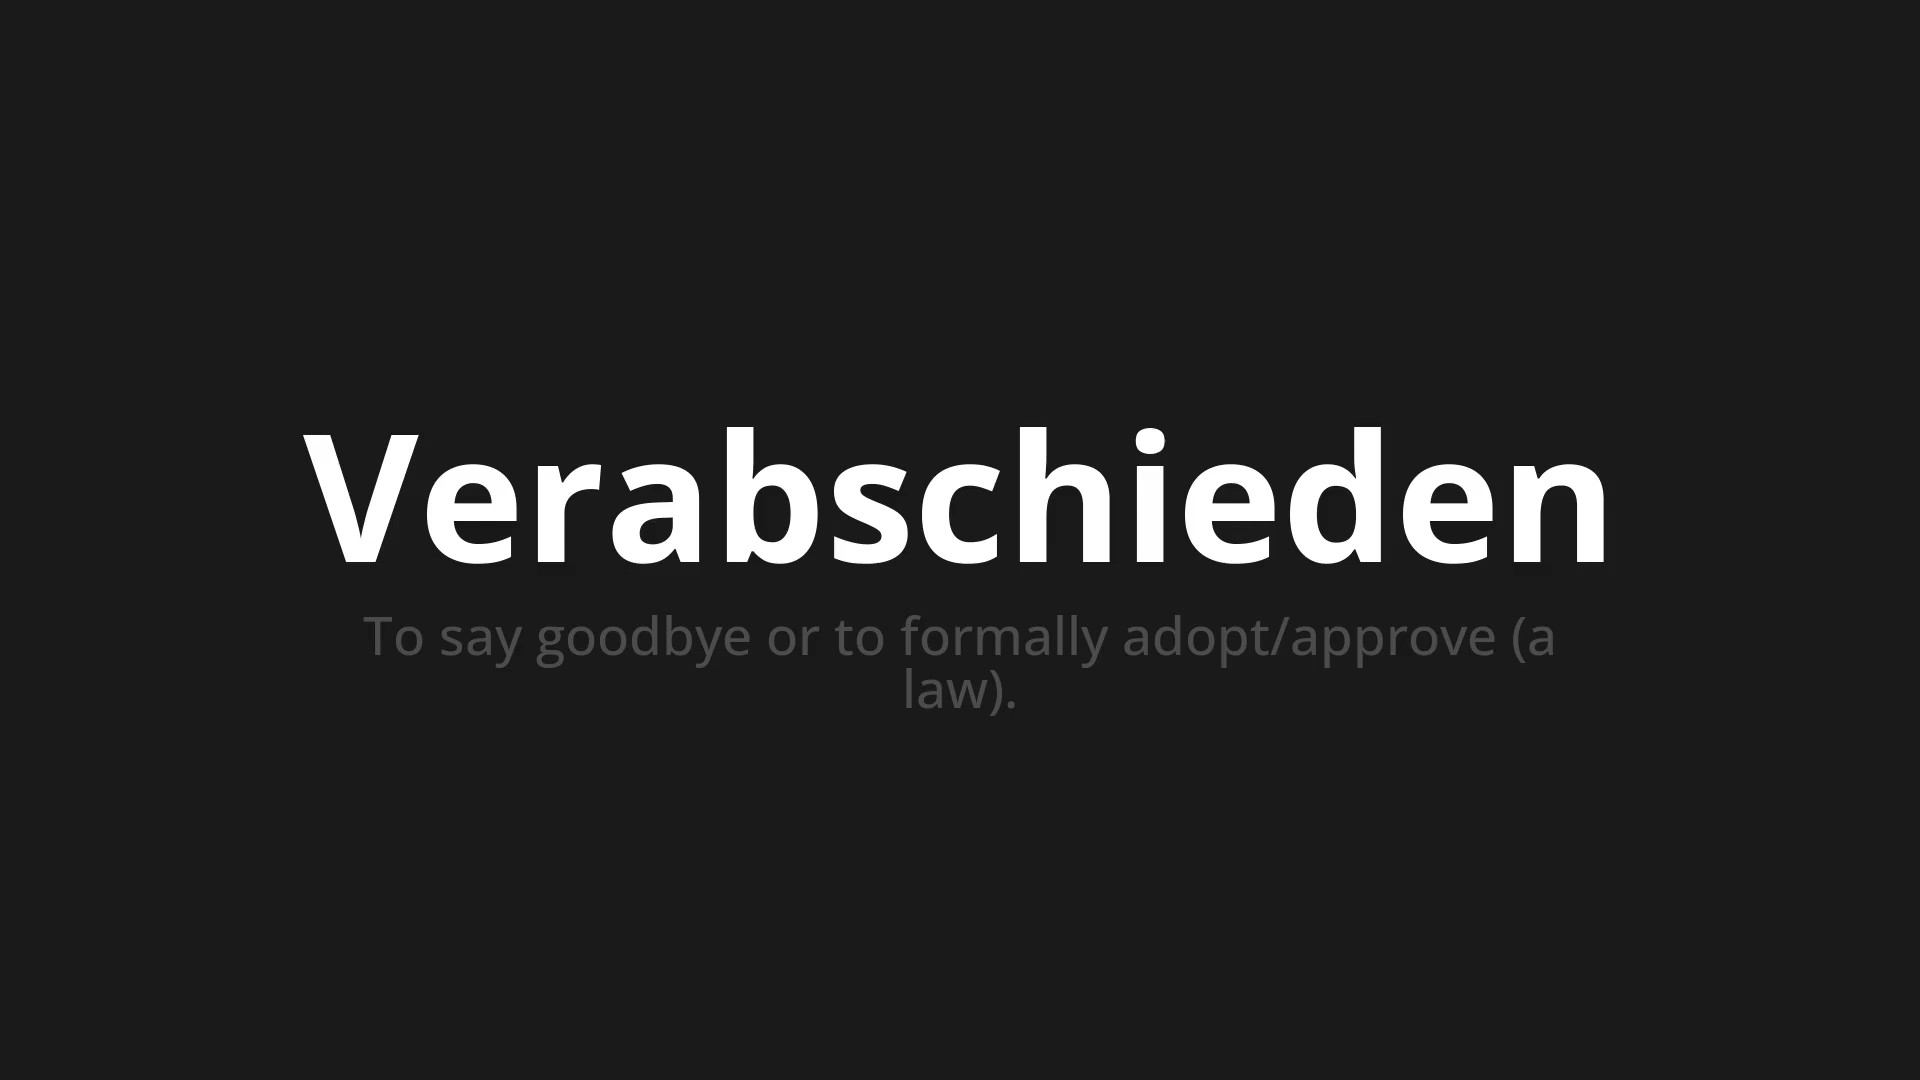 Verabschieden
To say goodbye or to formally adopt/approve (a
law).